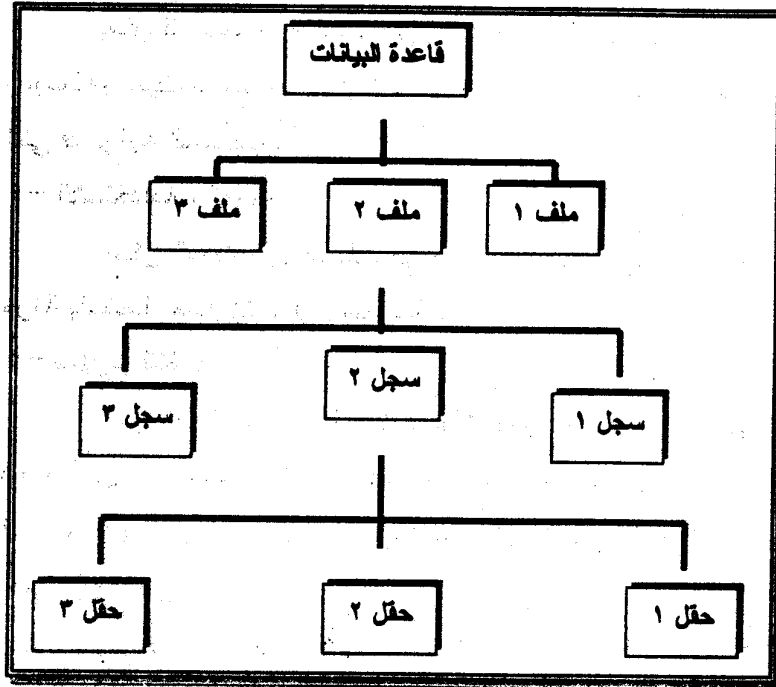 قاعدة البيانات
ملف ١ ملف ٢ ملف ٣
سجل ١ سجل ٢ سجل ٣
حقل ١ حقل ٢ حقل ٣